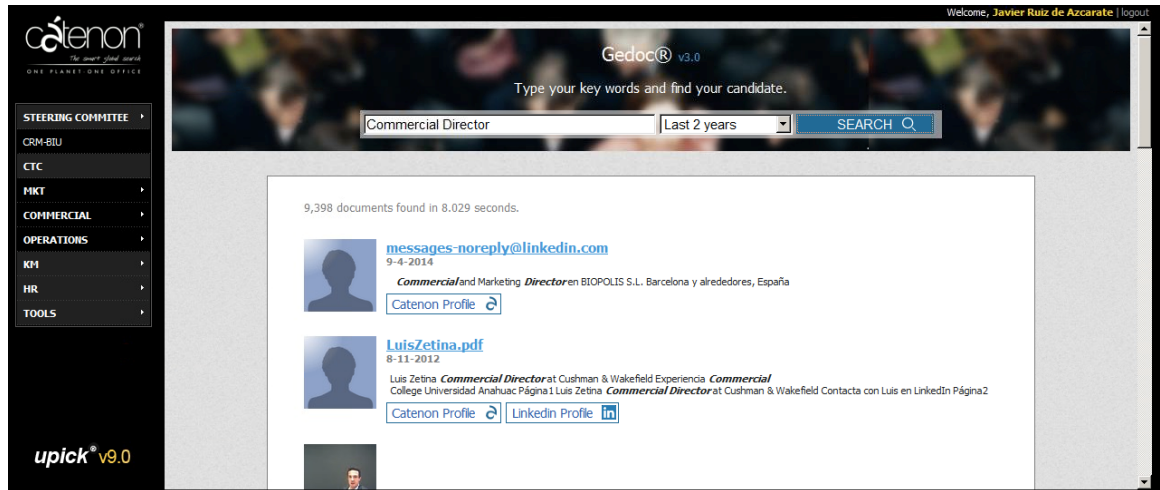 Welcome, Javier Ruiz de Azcarate | logout
càtenon®
The smart global search
ONE PLANET-ONE OFFICE
Gedoc® v3.0
Type your key words and find your candidate.
Commercial Director Last 2 years SEARCH
STEERING COMMITEE
CRM-BIU
CTC
MKT
COMMERCIAL
OPERATIONS
KM
HR
TOOLS
upick® v9.0
9,398 documents found in 8.029 seconds.
messages-noreply@linkedin.com
9-4-2014
Commercial and Marketing Director en BIOPOLIS S.L. Barcelona y alrededores, España
Catenon Profile
LuisZetina.pdf
8-11-2012
Luis Zetina Commercial Director at Cushman & Wakefield Experiencia Commercial
College Universidad Anahuac Página1 Luis Zetina Commercial Director at Cushman & Wakefield Contacta con Luis en LinkedIn Página2
Catenon Profile Linkedin Profile in